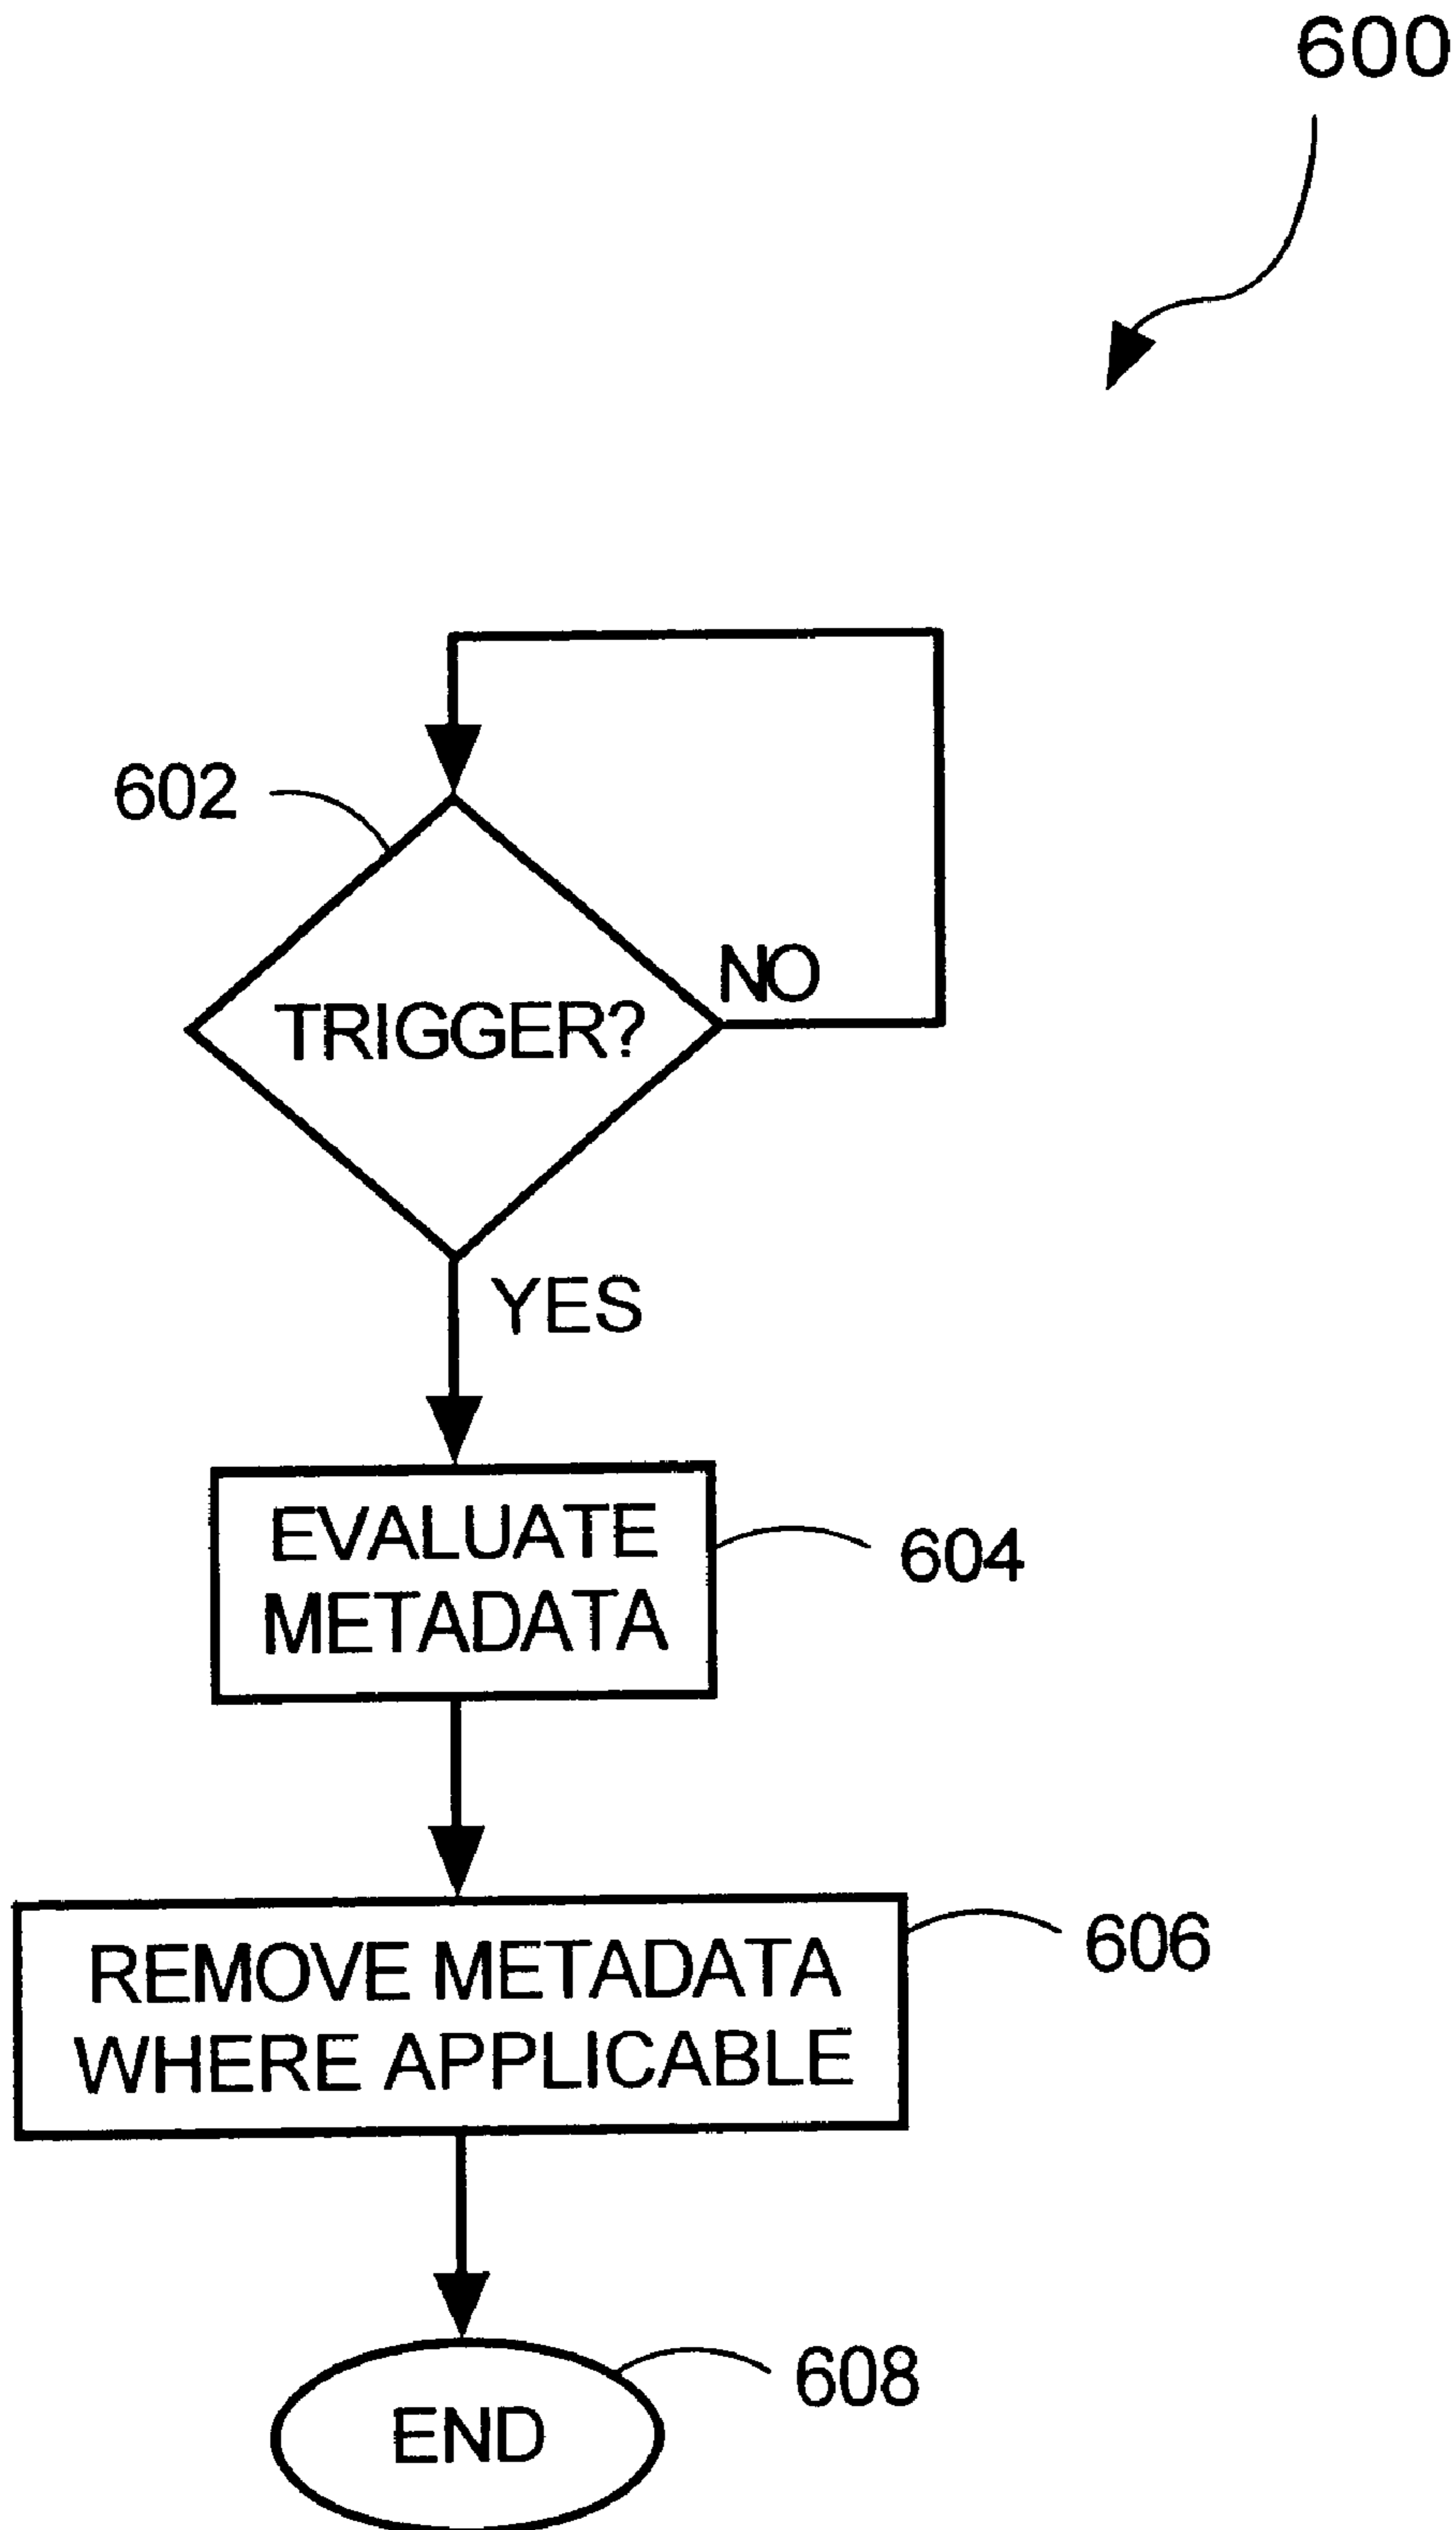 600
602
NO
TRIGGER?
YES
EVALUATE
METADATA
604
REMOVE METADATA
WHERE APPLICABLE
606
608
END